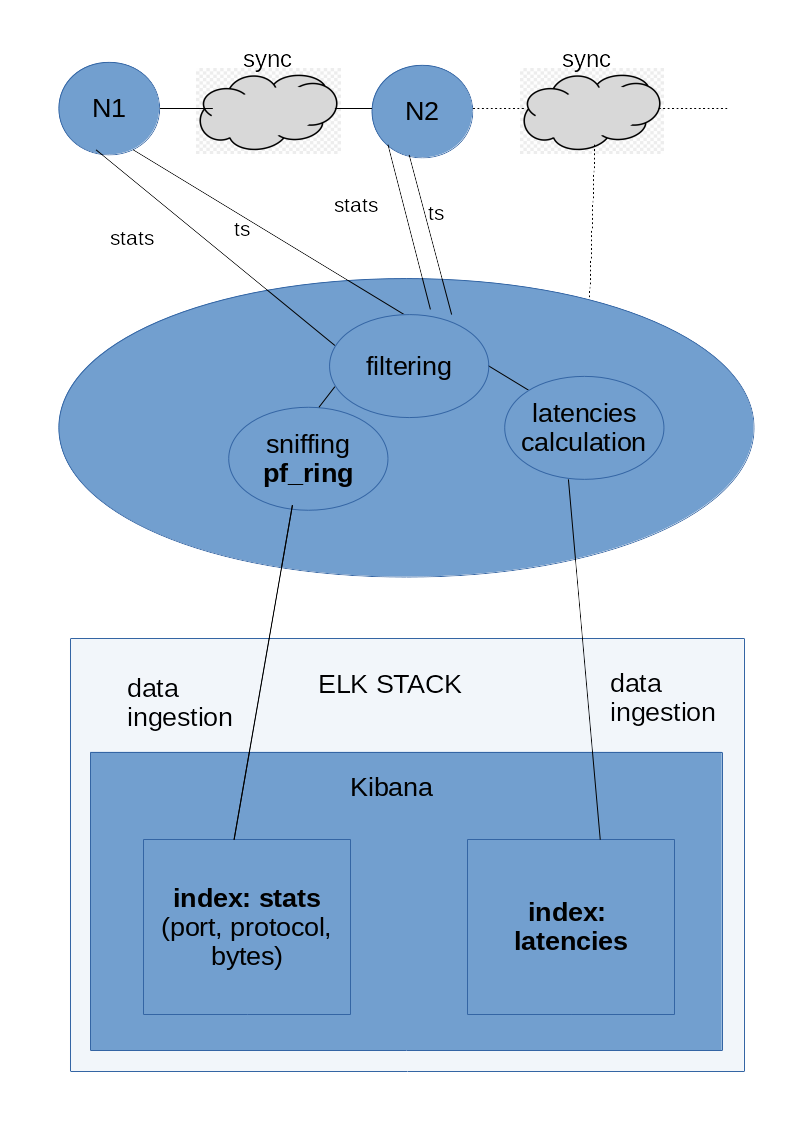 sync
sync
N1
N2
stats
ts
stats
ts
filtering
latencies
calculation
sniffing
pf_ring
data
ingestion
ELK STACK
data
ingestion
Kibana
index: stats
(port, protocol,
bytes)
index:
latencies